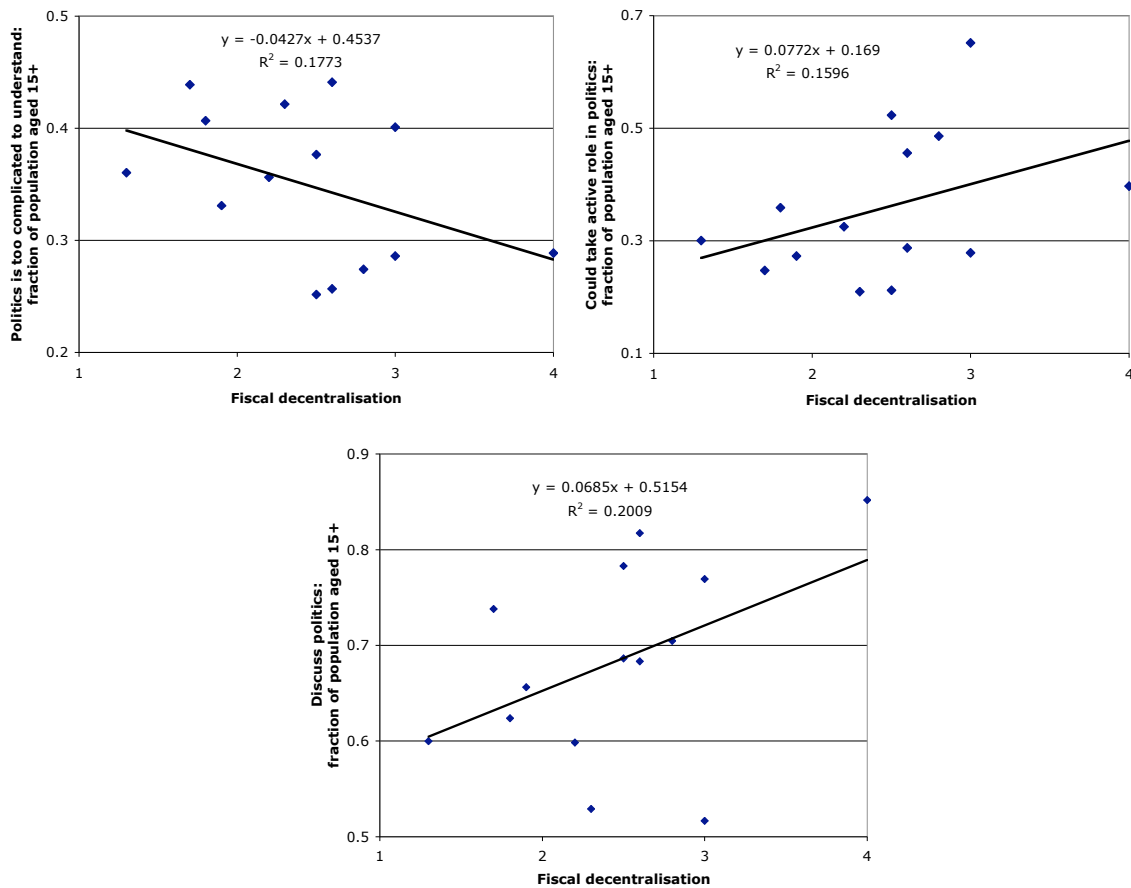 Politics is too complicated to understand:
fraction of population aged 15+
0.5
0.4
0.3
0.2
y = -0.0427x + 0.4537
R² = 0.1773
1 2 3 4
Fiscal decentralisation
Could take active role in politics:
fraction of population aged 15+
0.7
0.5
0.3
0.1
y = 0.0772x + 0.169
R² = 0.1596
1 2 3 4
Fiscal decentralisation
Discuss politics:
fraction of population aged 15+
0.9
0.8
0.7
0.6
0.5
y = 0.0685x + 0.5154
R² = 0.2009
1 2 3 4
Fiscal decentralisation